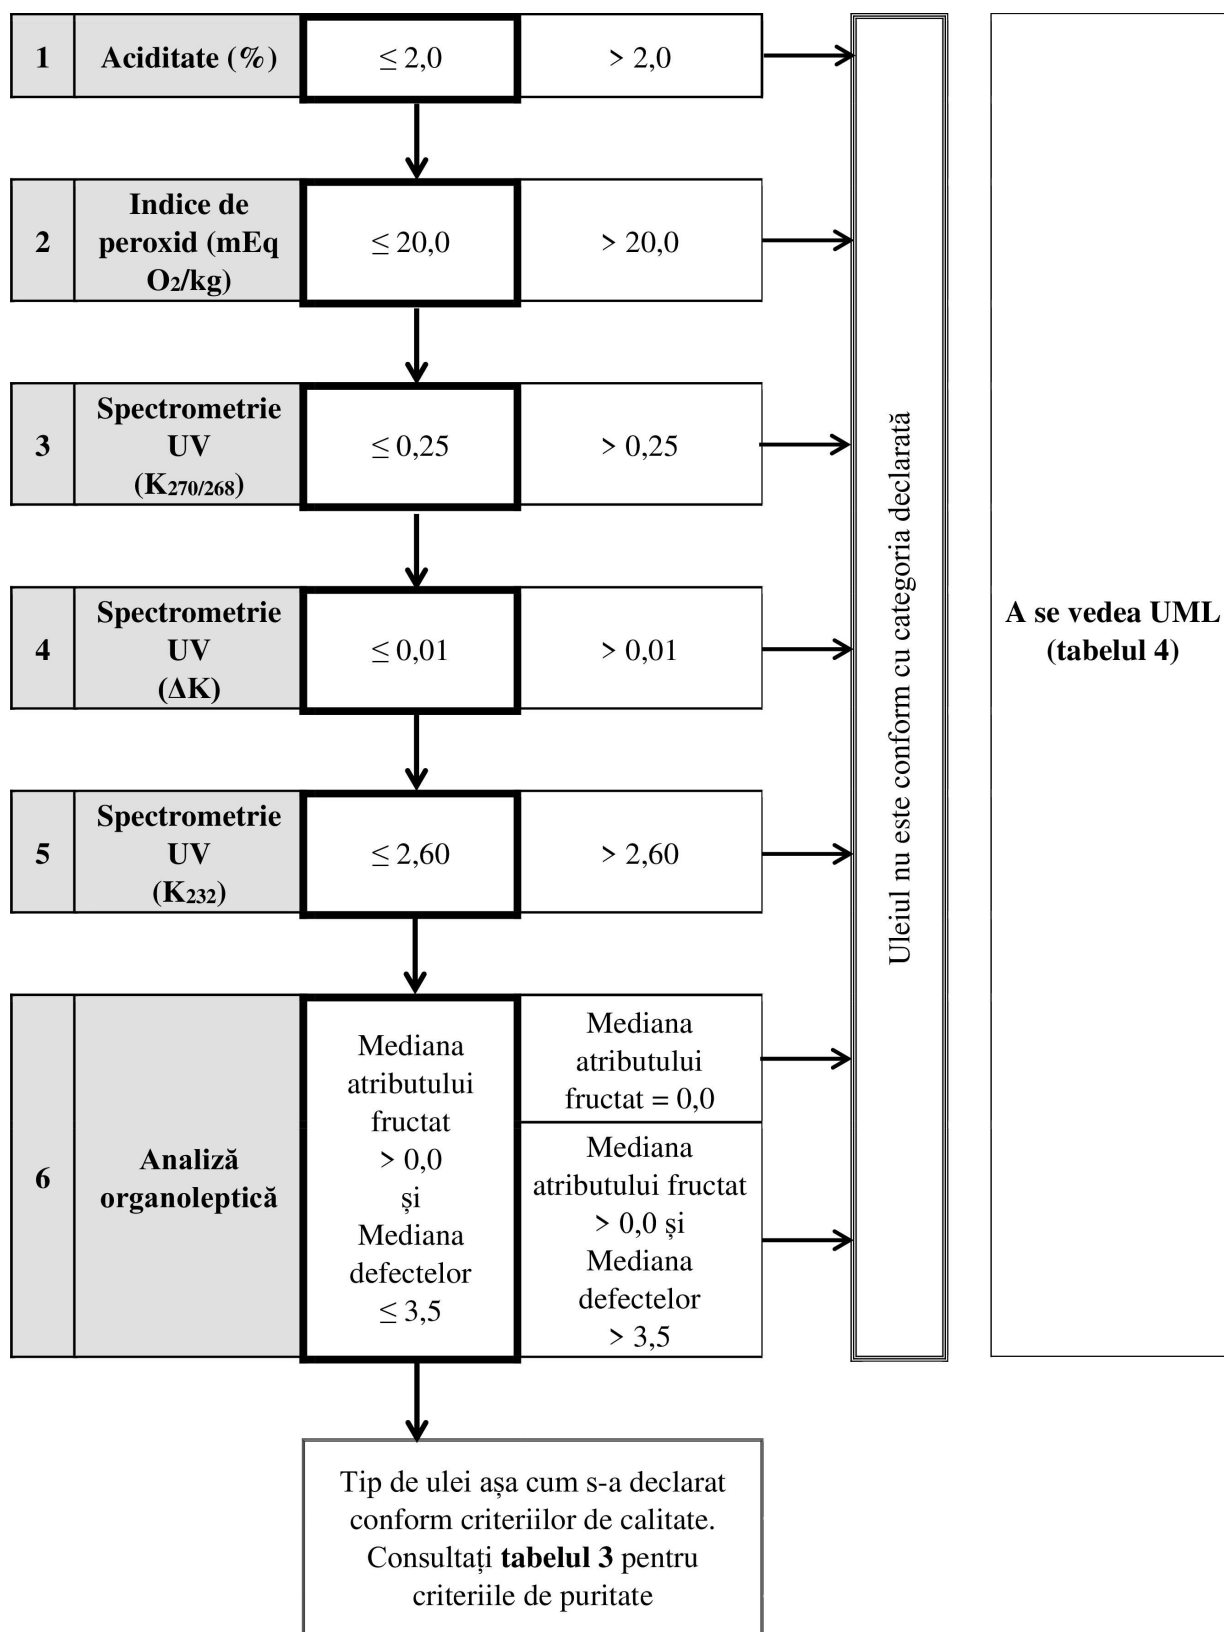 1
Aciditate (%)
≤ 2,0
> 2,0
2
Indice de
peroxid (mEq
O2/kg)
≤ 20,0
> 20,0
3
Spectrometrie
UV
(K270/268)
≤ 0,25
> 0,25
4
Spectrometrie
UV
(ΔK)
≤ 0,01
> 0,01
5
Spectrometrie
UV
(K232)
≤ 2,60
> 2,60
6
Analiză
organoleptică
Mediana
atributului
fructat
> 0,0
și
Mediana
defectelor
≤ 3,5
Mediana
atributului
fructat = 0,0
Mediana
atributului fructat
> 0,0 și
Mediana
defectelor
> 3,5
Uleiul nu este conform cu categoria declarată
A se vedea UML
(tabelul 4)
Tip de ulei așa cum s-a declarat
conform criteriilor de calitate.
Consultați tabelul 3 pentru
criteriile de puritate